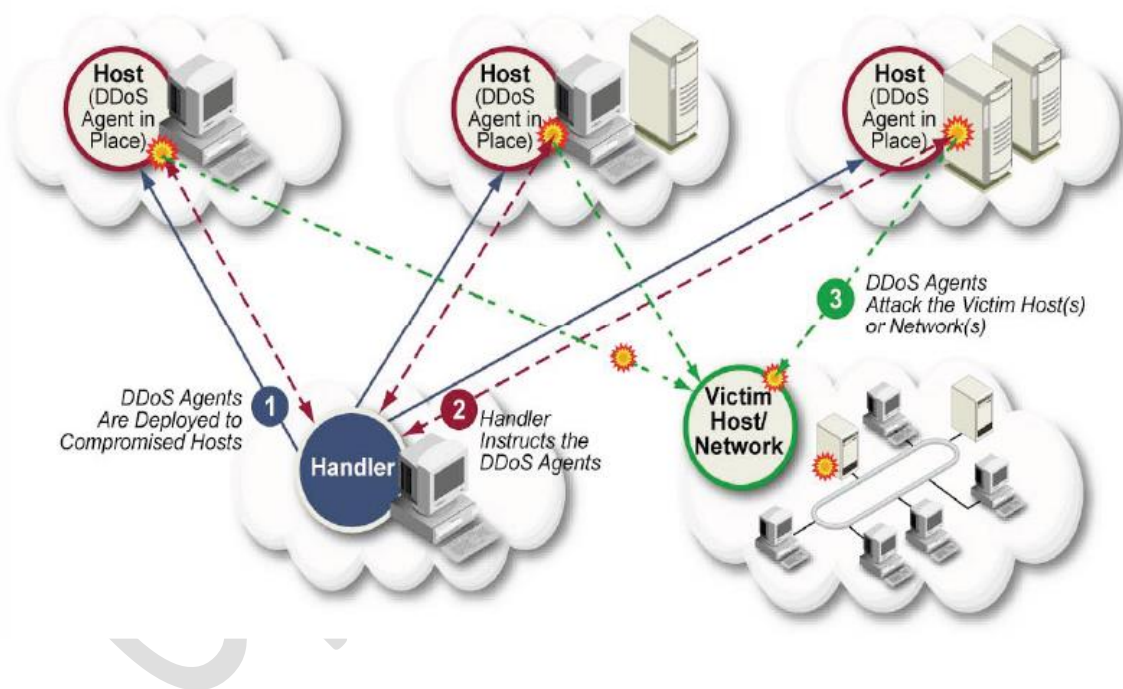 Host
(DDoS
Agent in
Place)
Host
(DDoS
Agent in
Place)
Host
(DDoS
Agent in
Place)
3
DDoS Agents
Attack the Victim Host(s)
or Network(s)
DDoS Agents
Are Deployed to
Compromised Hosts
1
Handler
2
Handler
Instructs the
DDoS Agents
Victim
Host/
Network